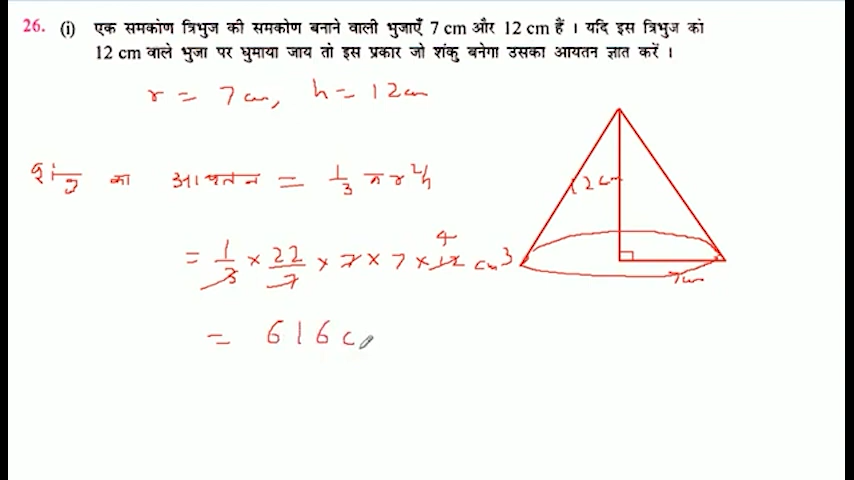 26. (i) एक समकोण त्रिभुज की समकोण बनाने वाली भुजाएँ 7 cm और 12 cm हैं । यदि इस त्रिभुज को
12 cm वाले भुजा पर घुमाया जाय तो इस प्रकार जो शंकु बनेगा उसका आयतन ज्ञात करें ।
r = 7 cm, h = 12 cm
शंकु का आयतन = 1/3 π r²h
12 cm
= 1/3 × 22/7 × 7 × 7 × 12 4 cm³
7 cm
= 616 c